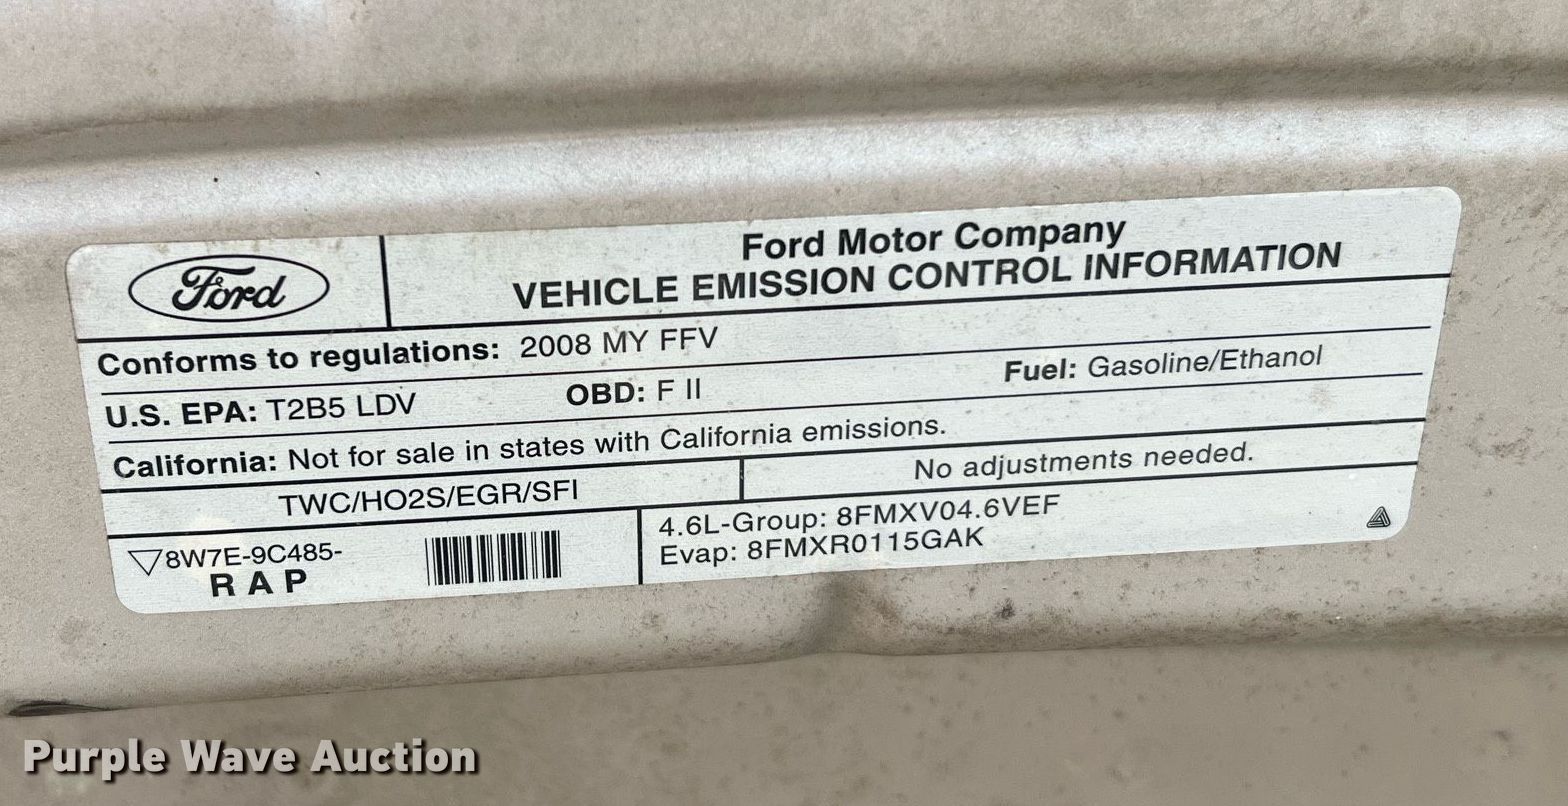 Ford
Ford Motor Company
VEHICLE EMISSION CONTROL INFORMATION
Conforms to regulations: 2008 MY FFV
U.S. EPA: T2B5 LDV OBD: F II Fuel: Gasoline/Ethanol
California: Not for sale in states with California emissions.
TWC/HO2S/EGR/SFI No adjustments needed.
8W7E-9C485-
R A P
4.6L-Group: 8FMXV04.6VEF
Evap: 8FMXR0115GAK
Purple Wave Auction